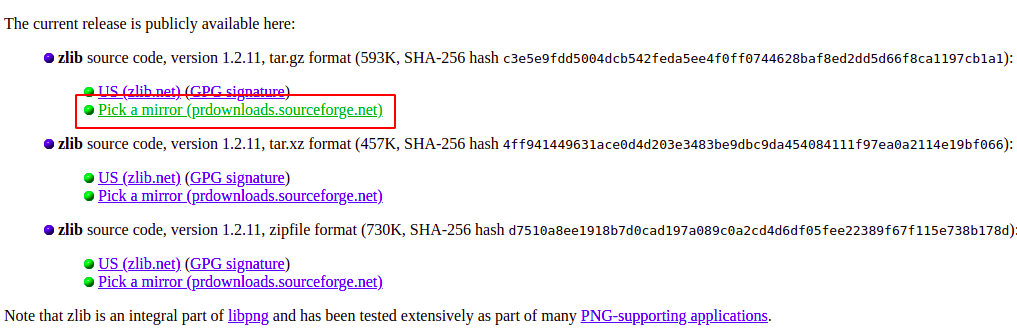 The current release is publicly available here:
zlib source code, version 1.2.11, tar.gz format (593K, SHA-256 hash c3e5e9fdd5004dcb542feda5ee4f0ff0744628baf8ed2dd5d66f8ca1197cb1a1):
US (zlib.net) (GPG signature)
Pick a mirror (prdownloads.sourceforge.net)
zlib source code, version 1.2.11, tar.xz format (457K, SHA-256 hash 4ff941449631ace0d4d203e3483be9dbc9da454084111f97ea0a2114e19bf066):
US (zlib.net) (GPG signature)
Pick a mirror (prdownloads.sourceforge.net)
zlib source code, version 1.2.11, zipfile format (730K, SHA-256 hash d7510a8ee1918b7d0cad197a089c0a2cd4d6df05fee22389f67f115e738b178d):
US (zlib.net) (GPG signature)
Pick a mirror (prdownloads.sourceforge.net)
Note that zlib is an integral part of libpng and has been tested extensively as part of many PNG-supporting applications.